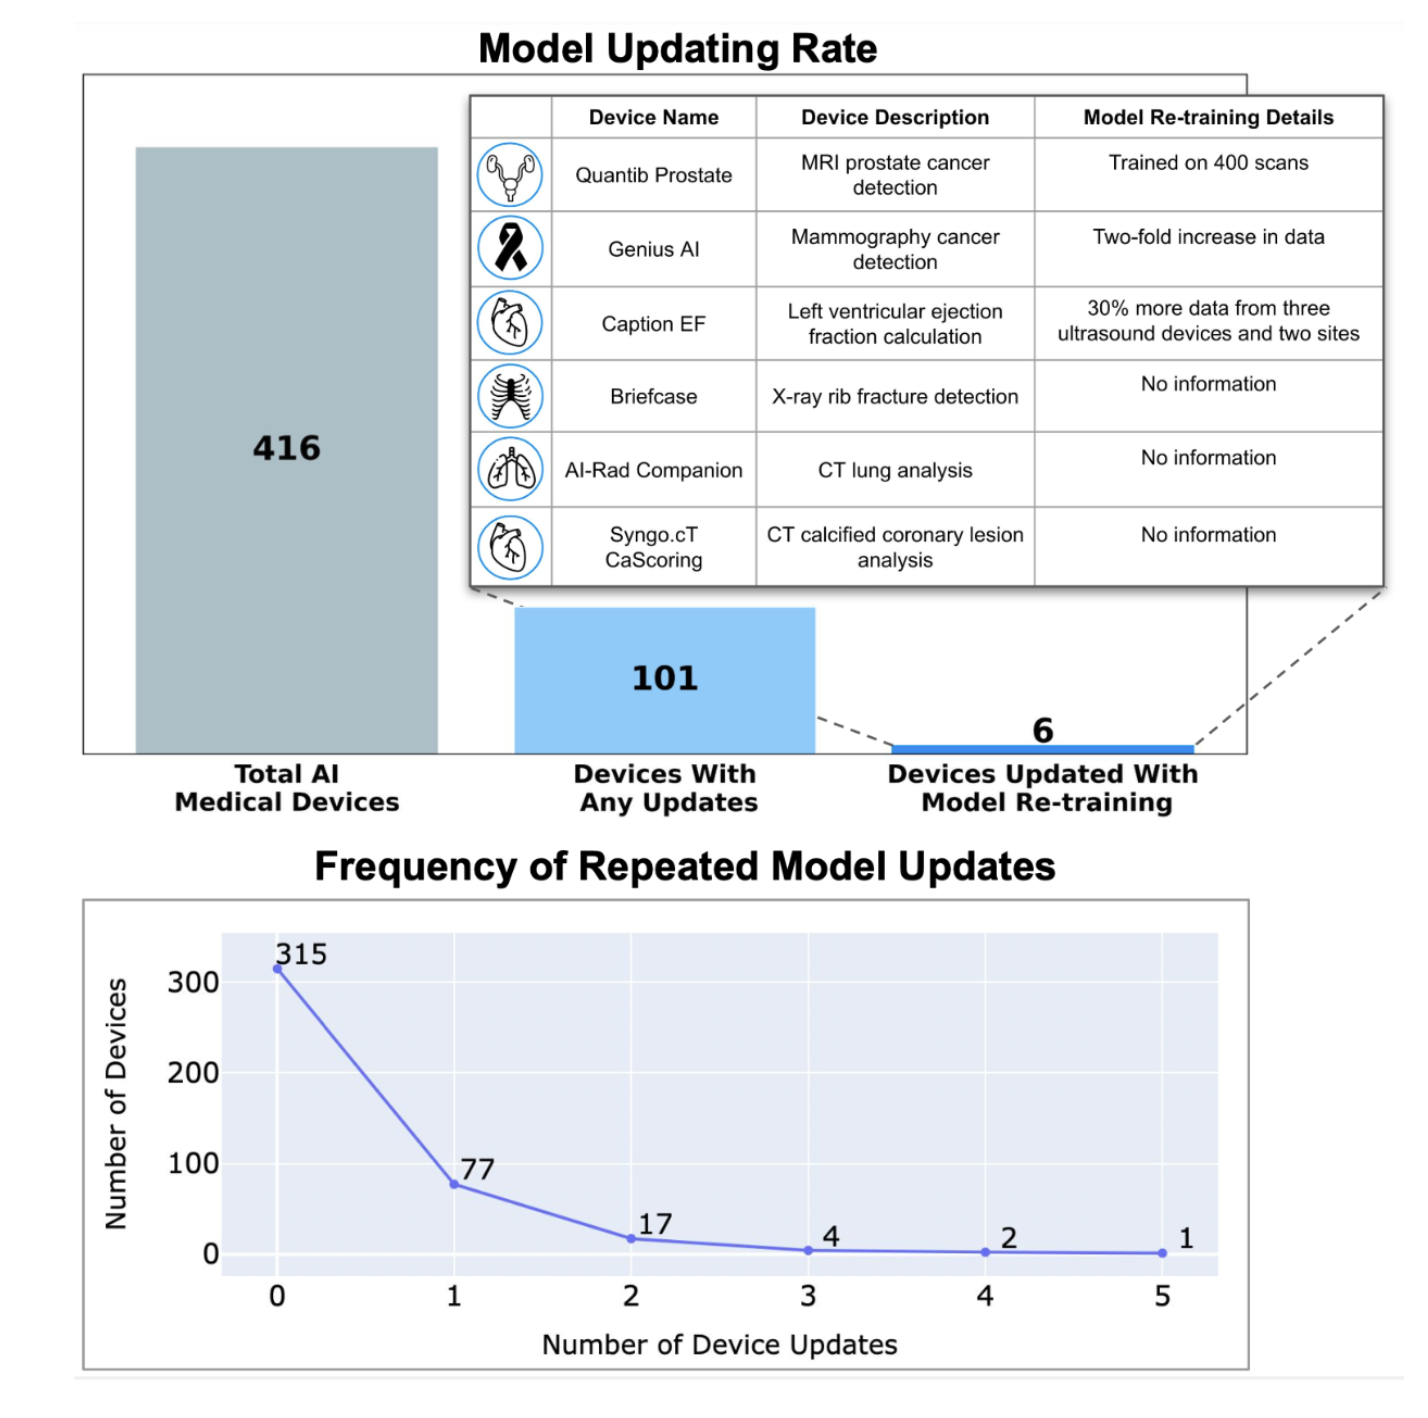 Model Updating Rate
Device Name
Device Description
Model Re-training Details
Quantib Prostate
MRI prostate cancer
detection
Trained on 400 scans
Genius AI
Mammography cancer
detection
Two-fold increase in data
Caption EF
Left ventricular ejection
fraction calculation
30% more data from three
ultrasound devices and two sites
Briefcase
X-ray rib fracture detection
No information
AI-Rad Companion
CT lung analysis
No information
Syngo.cT
CaScoring
CT calcified coronary lesion
analysis
No information
416
101
6
Total AI
Medical Devices
Devices With
Any Updates
Devices Updated With
Model Re-training
Frequency of Repeated Model Updates
Number of Devices
300
200
100
0
315
77
17
4
2
1
0
1
2
3
4
5
Number of Device Updates